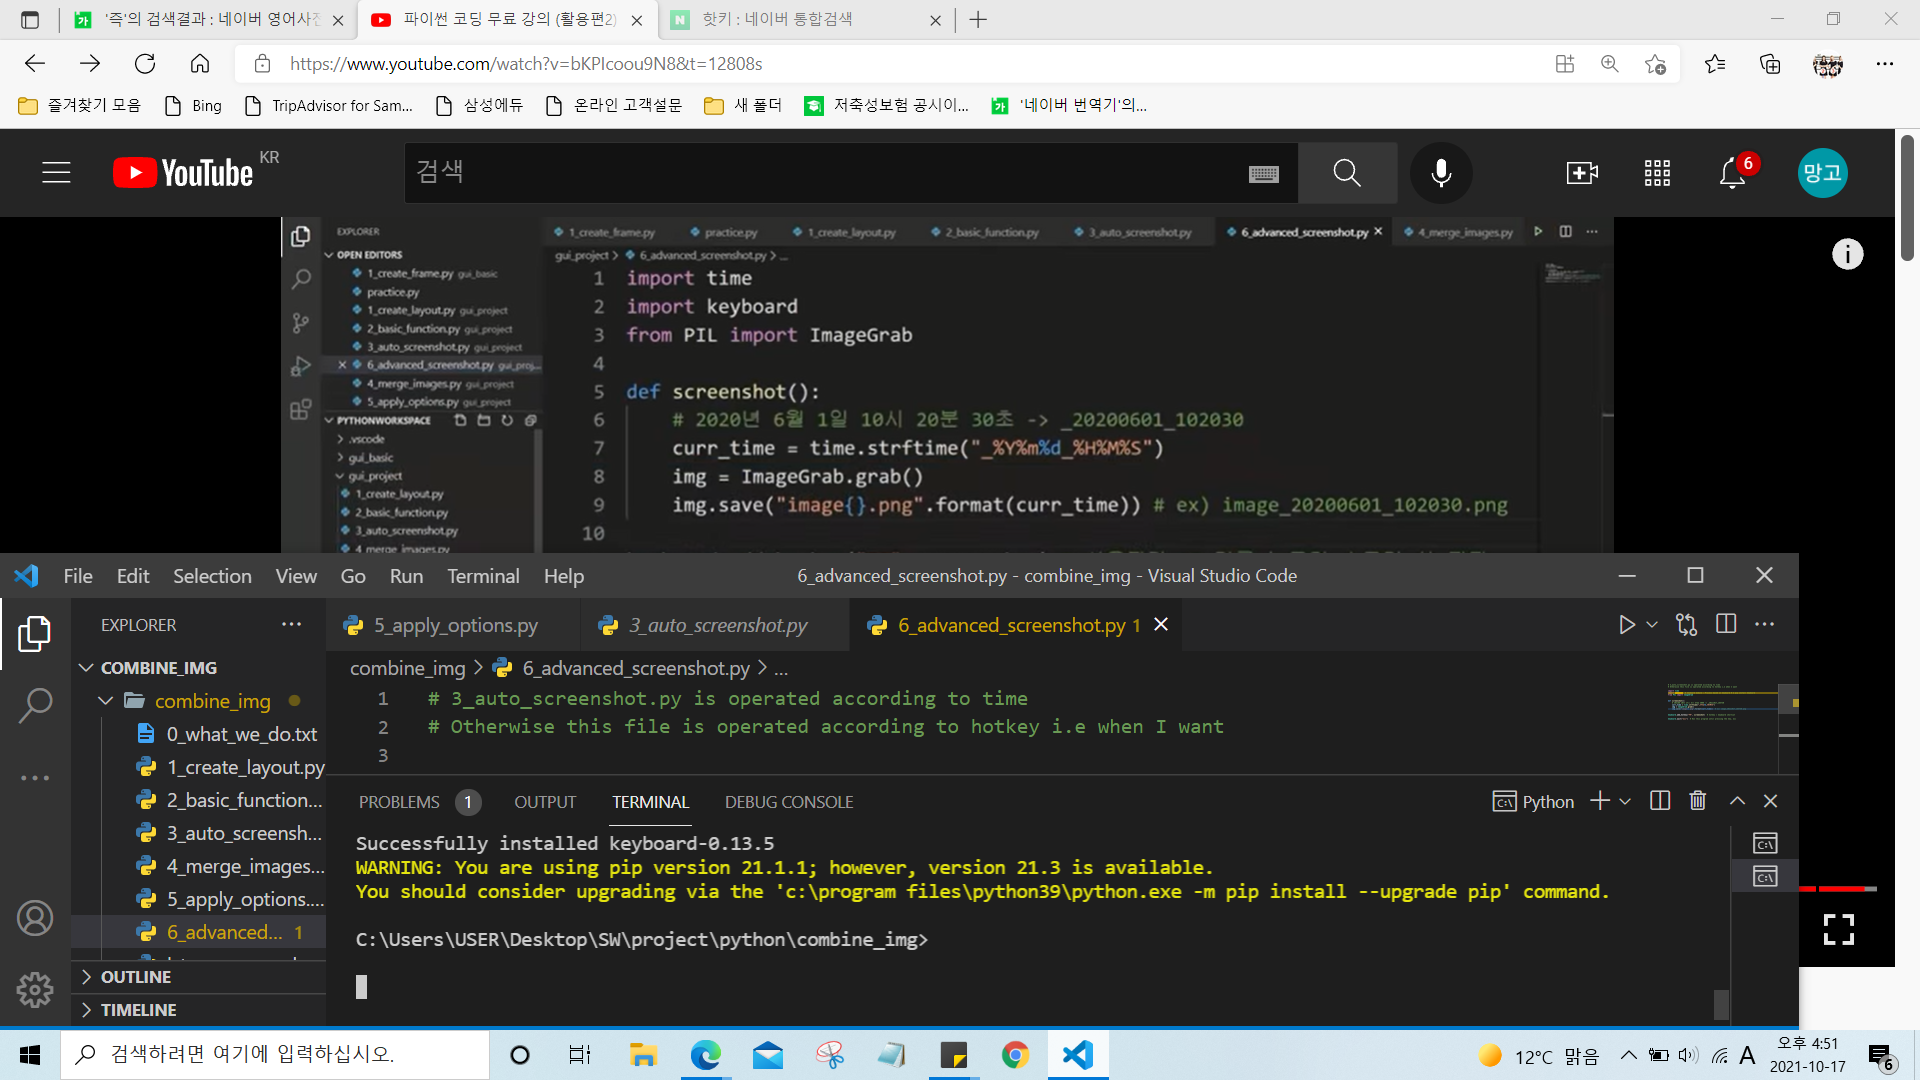 '즉'의 검색결과 : 네이버 영어사전
파이썬 코딩 무료 강의 (활용편2)
핫키 : 네이버 통합검색
https://www.youtube.com/watch?v=bKPIcoou9N8&t=12808s
즐겨찾기 모음
Bing
TripAdvisor for Sam...
삼성에듀
온라인 고객설문
새 폴더
저축성보험 공시이...
'네이버 번역기'의...
YouTube KR
검색
6
망고
EXPLORER
1_create_frame.py
practice.py
1_create_layout.py
2_basic_function.py
3_auto_screenshot.py
6_advanced_screenshot.py
4_merge_images.py
OPEN EDITORS
gui_project > 6_advanced_screenshot.py > ...
1_create_frame.py gui_basic
practice.py
1_create_layout.py gui_project
2_basic_function.py gui_project
3_auto_screenshot.py gui_project
6_advanced_screenshot.py gui_proj...
4_merge_images.py gui_project
5_apply_options.py gui_project
PYTHONWORKSPACE
.vscode
gui_basic
gui_project
1_create_layout.py
2_basic_function.py
3_auto_screenshot.py
4_merge_images.py
1 import time
2 import keyboard
3 from PIL import ImageGrab
4
5 def screenshot():
6 # 2020년 6월 1일 10시 20분 30초 -> _20200601_102030
7 curr_time = time.strftime("_%Y%m%d_%H%M%S")
8 img = ImageGrab.grab()
9 img.save("image{}.png".format(curr_time)) # ex) image_20200601_102030.png
10
File Edit Selection View Go Run Terminal Help
6_advanced_screenshot.py - combine_img - Visual Studio Code
EXPLORER
5_apply_options.py
3_auto_screenshot.py
6_advanced_screenshot.py 1
COMBINE_IMG
combine_img > 6_advanced_screenshot.py > ...
combine_img
0_what_we_do.txt
1_create_layout.py
2_basic_function...
3_auto_screensh...
4_merge_images...
5_apply_options....
6_advanced... 1
OUTLINE
TIMELINE
1 # 3_auto_screenshot.py is operated according to time
2 # Otherwise this file is operated according to hotkey i.e when I want
3
PROBLEMS 1 OUTPUT TERMINAL DEBUG CONSOLE
Python
Successfully installed keyboard-0.13.5
WARNING: You are using pip version 21.1.1; however, version 21.3 is available.
You should consider upgrading via the 'c:\program files\python39\python.exe -m pip install --upgrade pip' command.
C:\Users\USER\Desktop\SW\project\python\combine_img>
검색하려면 여기에 입력하십시오.
12°C 맑음
A
오후 4:51
2021-10-17
6